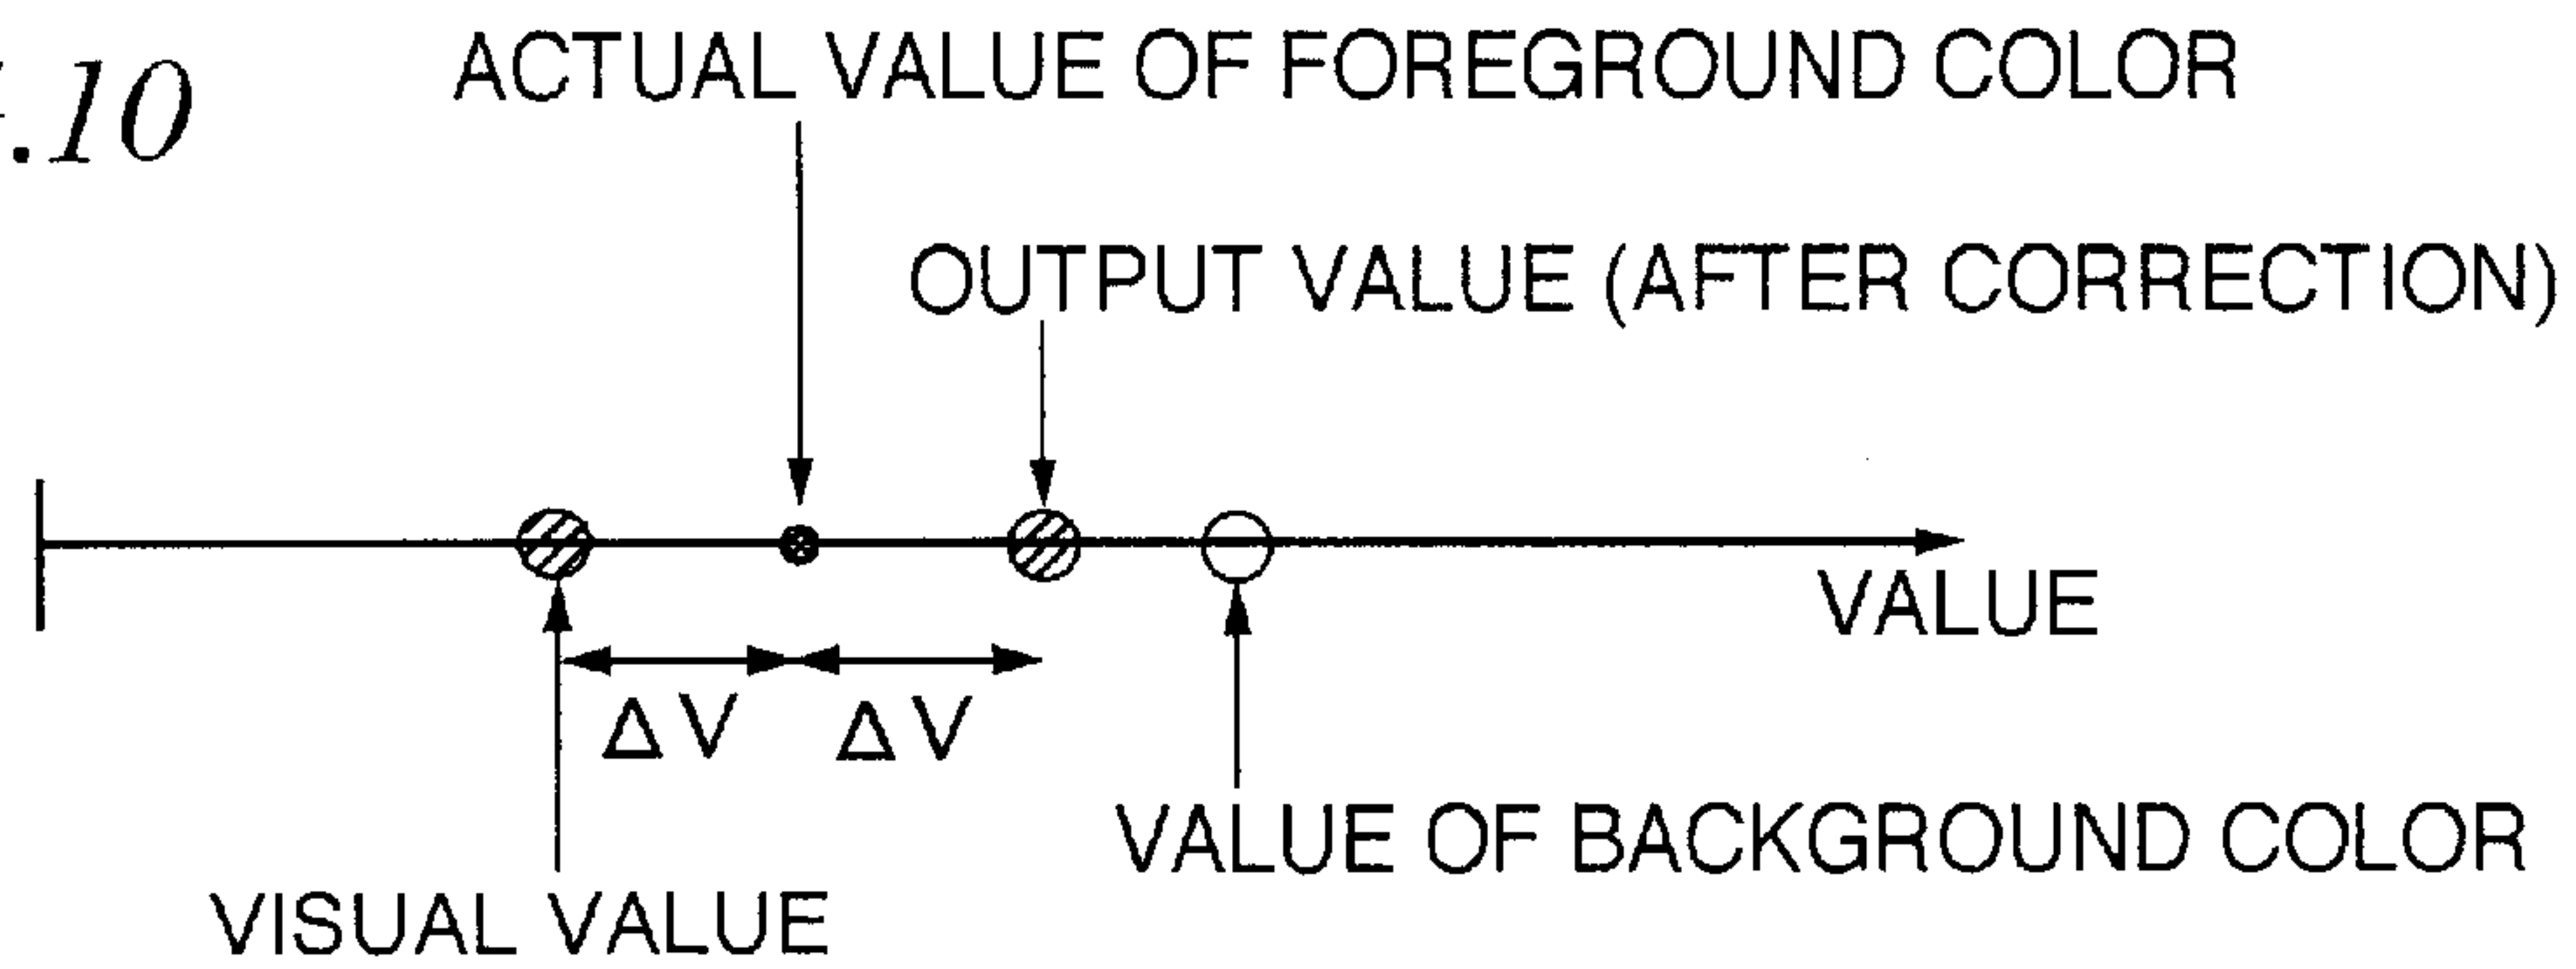 .10
ACTUAL VALUE OF FOREGROUND COLOR
OUTPUT VALUE (AFTER CORRECTION)
VALUE
ΔV ΔV
VALUE OF BACKGROUND COLOR
VISUAL VALUE